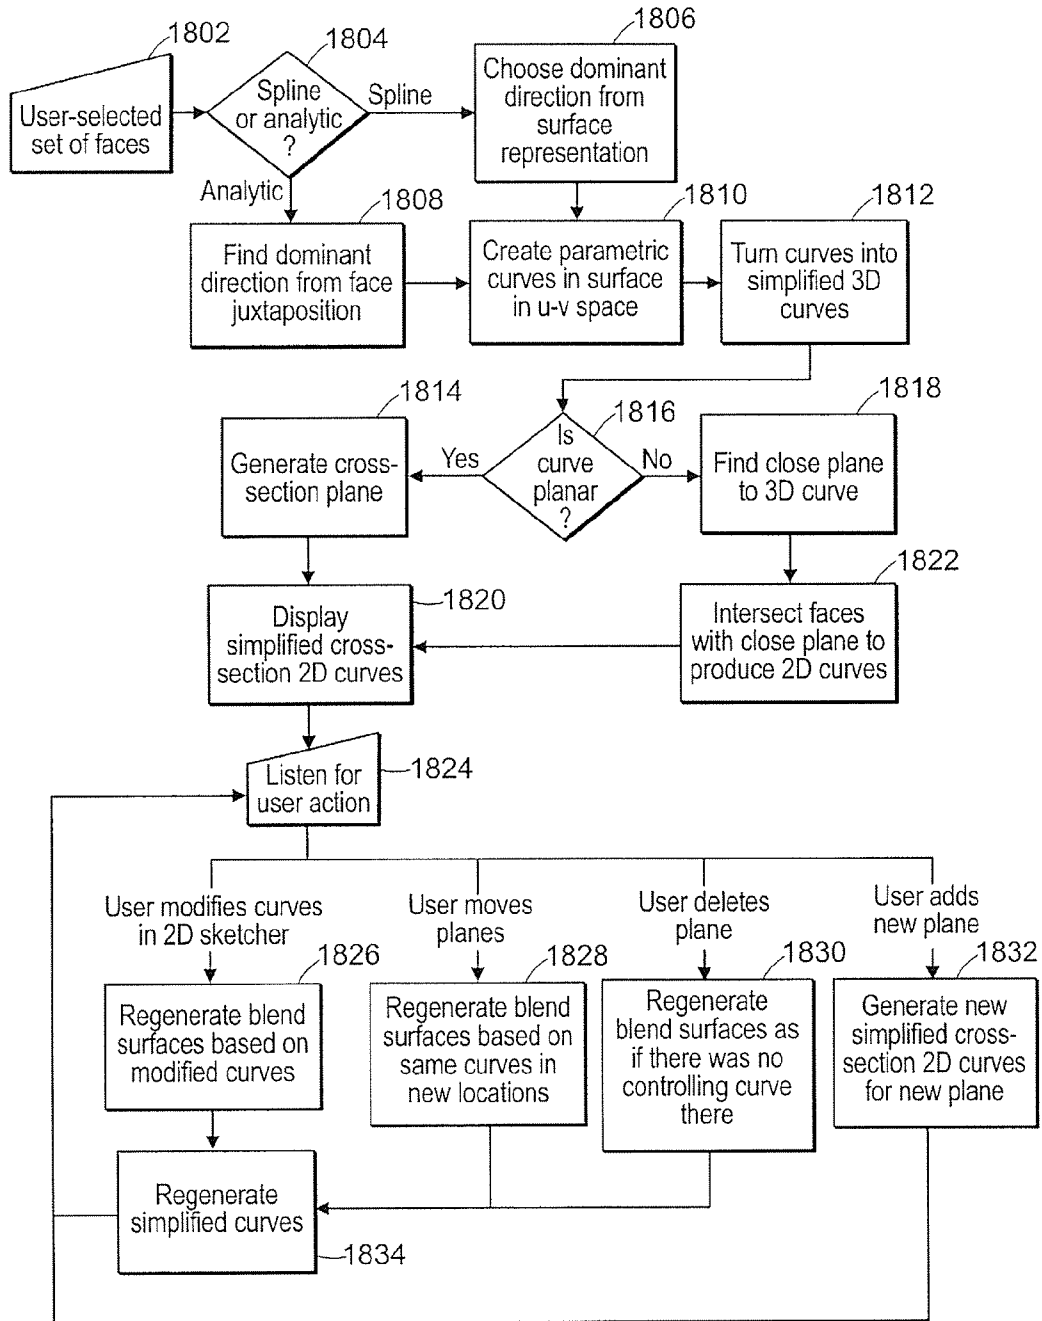 1802
User-selected
set of faces
1804
Spline
or analytic
?
Spline
Analytic
1806
Choose dominant
direction from
surface
representation
1808
Find dominant
direction from face
juxtaposition
1810
Create parametric
curves in surface
in u-v space
1812
Turn curves into
simplified 3D
curves
1814
Generate cross-
section plane
1816
Is
curve
planar
?
Yes
No
1818
Find close plane
to 3D curve
1820
Display
simplified cross-
section 2D curves
1822
Intersect faces
with close plane to
produce 2D curves
1824
Listen for
user action
User modifies curves
in 2D sketcher
User moves
planes
User deletes
plane
User adds
new plane
1826
Regenerate blend
surfaces based on
modified curves
1828
Regenerate blend
surfaces based on
same curves in
new locations
1830
Regenerate
blend surfaces as
if there was no
controlling curve
there
1832
Generate new
simplified cross-
section 2D curves
for new plane
Regenerate
simplified curves
1834